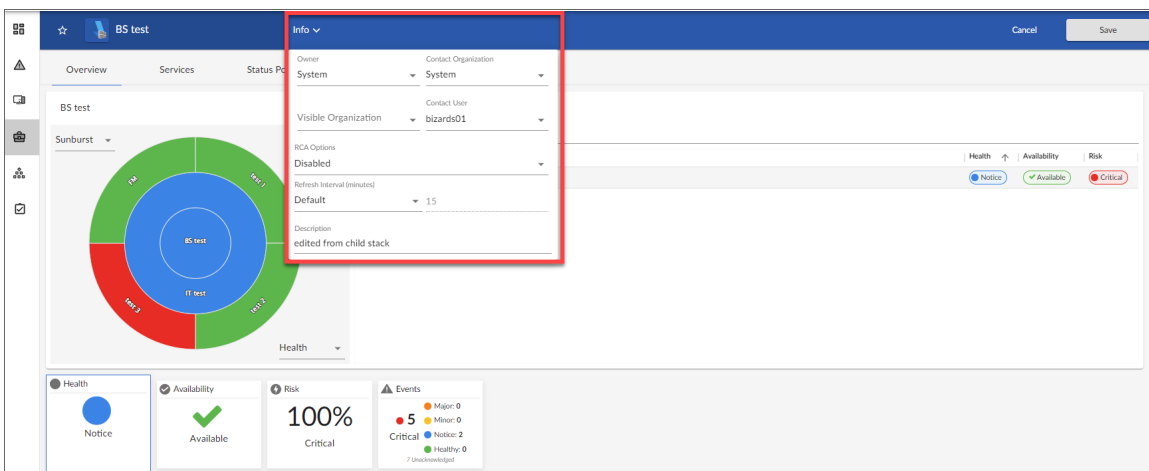 BS test
Info
Cancel
Save
Overview
Services
Status Po
Owner
System
Contact Organization
System
Visible Organization
Contact User
bizards01
RCA Options
Disabled
Refresh Interval (minutes)
Default
15
Description
edited from child stack
BS test
Sunburst
FM
test 1
BS test
IT test
test 3
test 2
Health
Health
Availability
Risk
Notice
Available
Critical
Health
Notice
Availability
Available
Risk
100%
Critical
Events
5
Critical
Major: 0
Minor: 0
Notice: 2
Healthy: 0
7 Unacknowledged